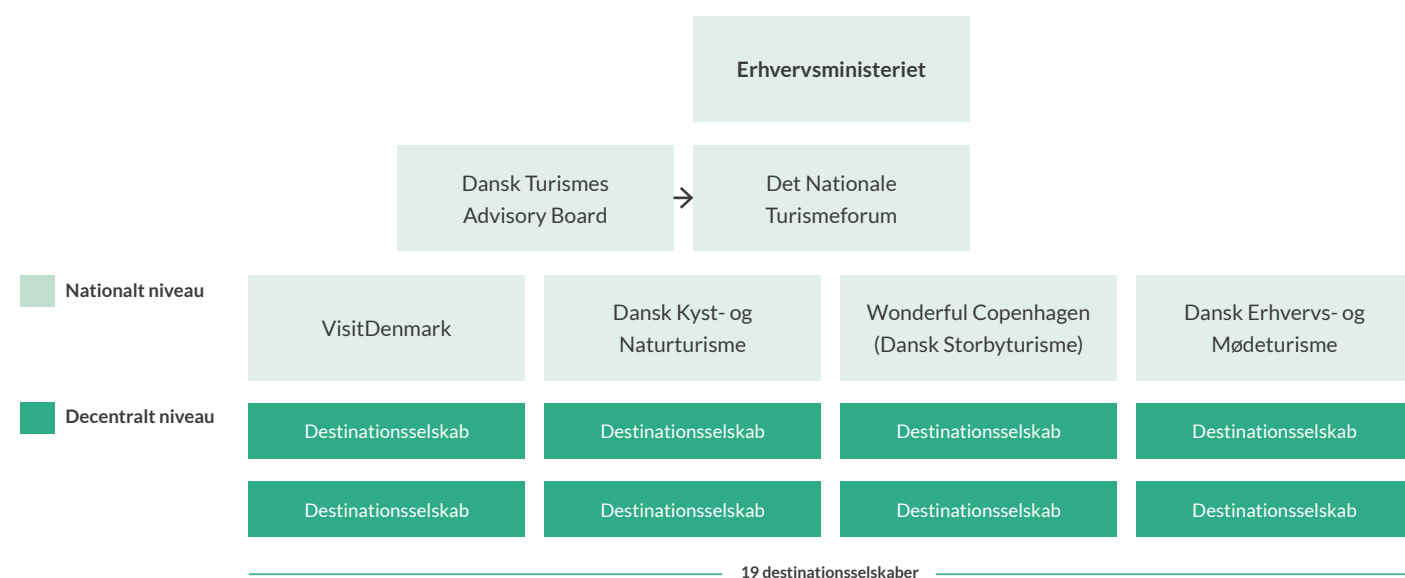 Erhvervsministeriet
Dansk Turismes
Advisory Board
Det Nationale
Turismeforum
Nationalt niveau
VisitDenmark
Dansk Kyst- og
Naturturisme
Wonderful Copenhagen
(Dansk Storbyturisme)
Dansk Erhvervs- og
Mødeturisme
Decentralt niveau
Destinationsselskab
Destinationsselskab
Destinationsselskab
Destinationsselskab
Destinationsselskab
Destinationsselskab
Destinationsselskab
Destinationsselskab
19 destinationsselskaber